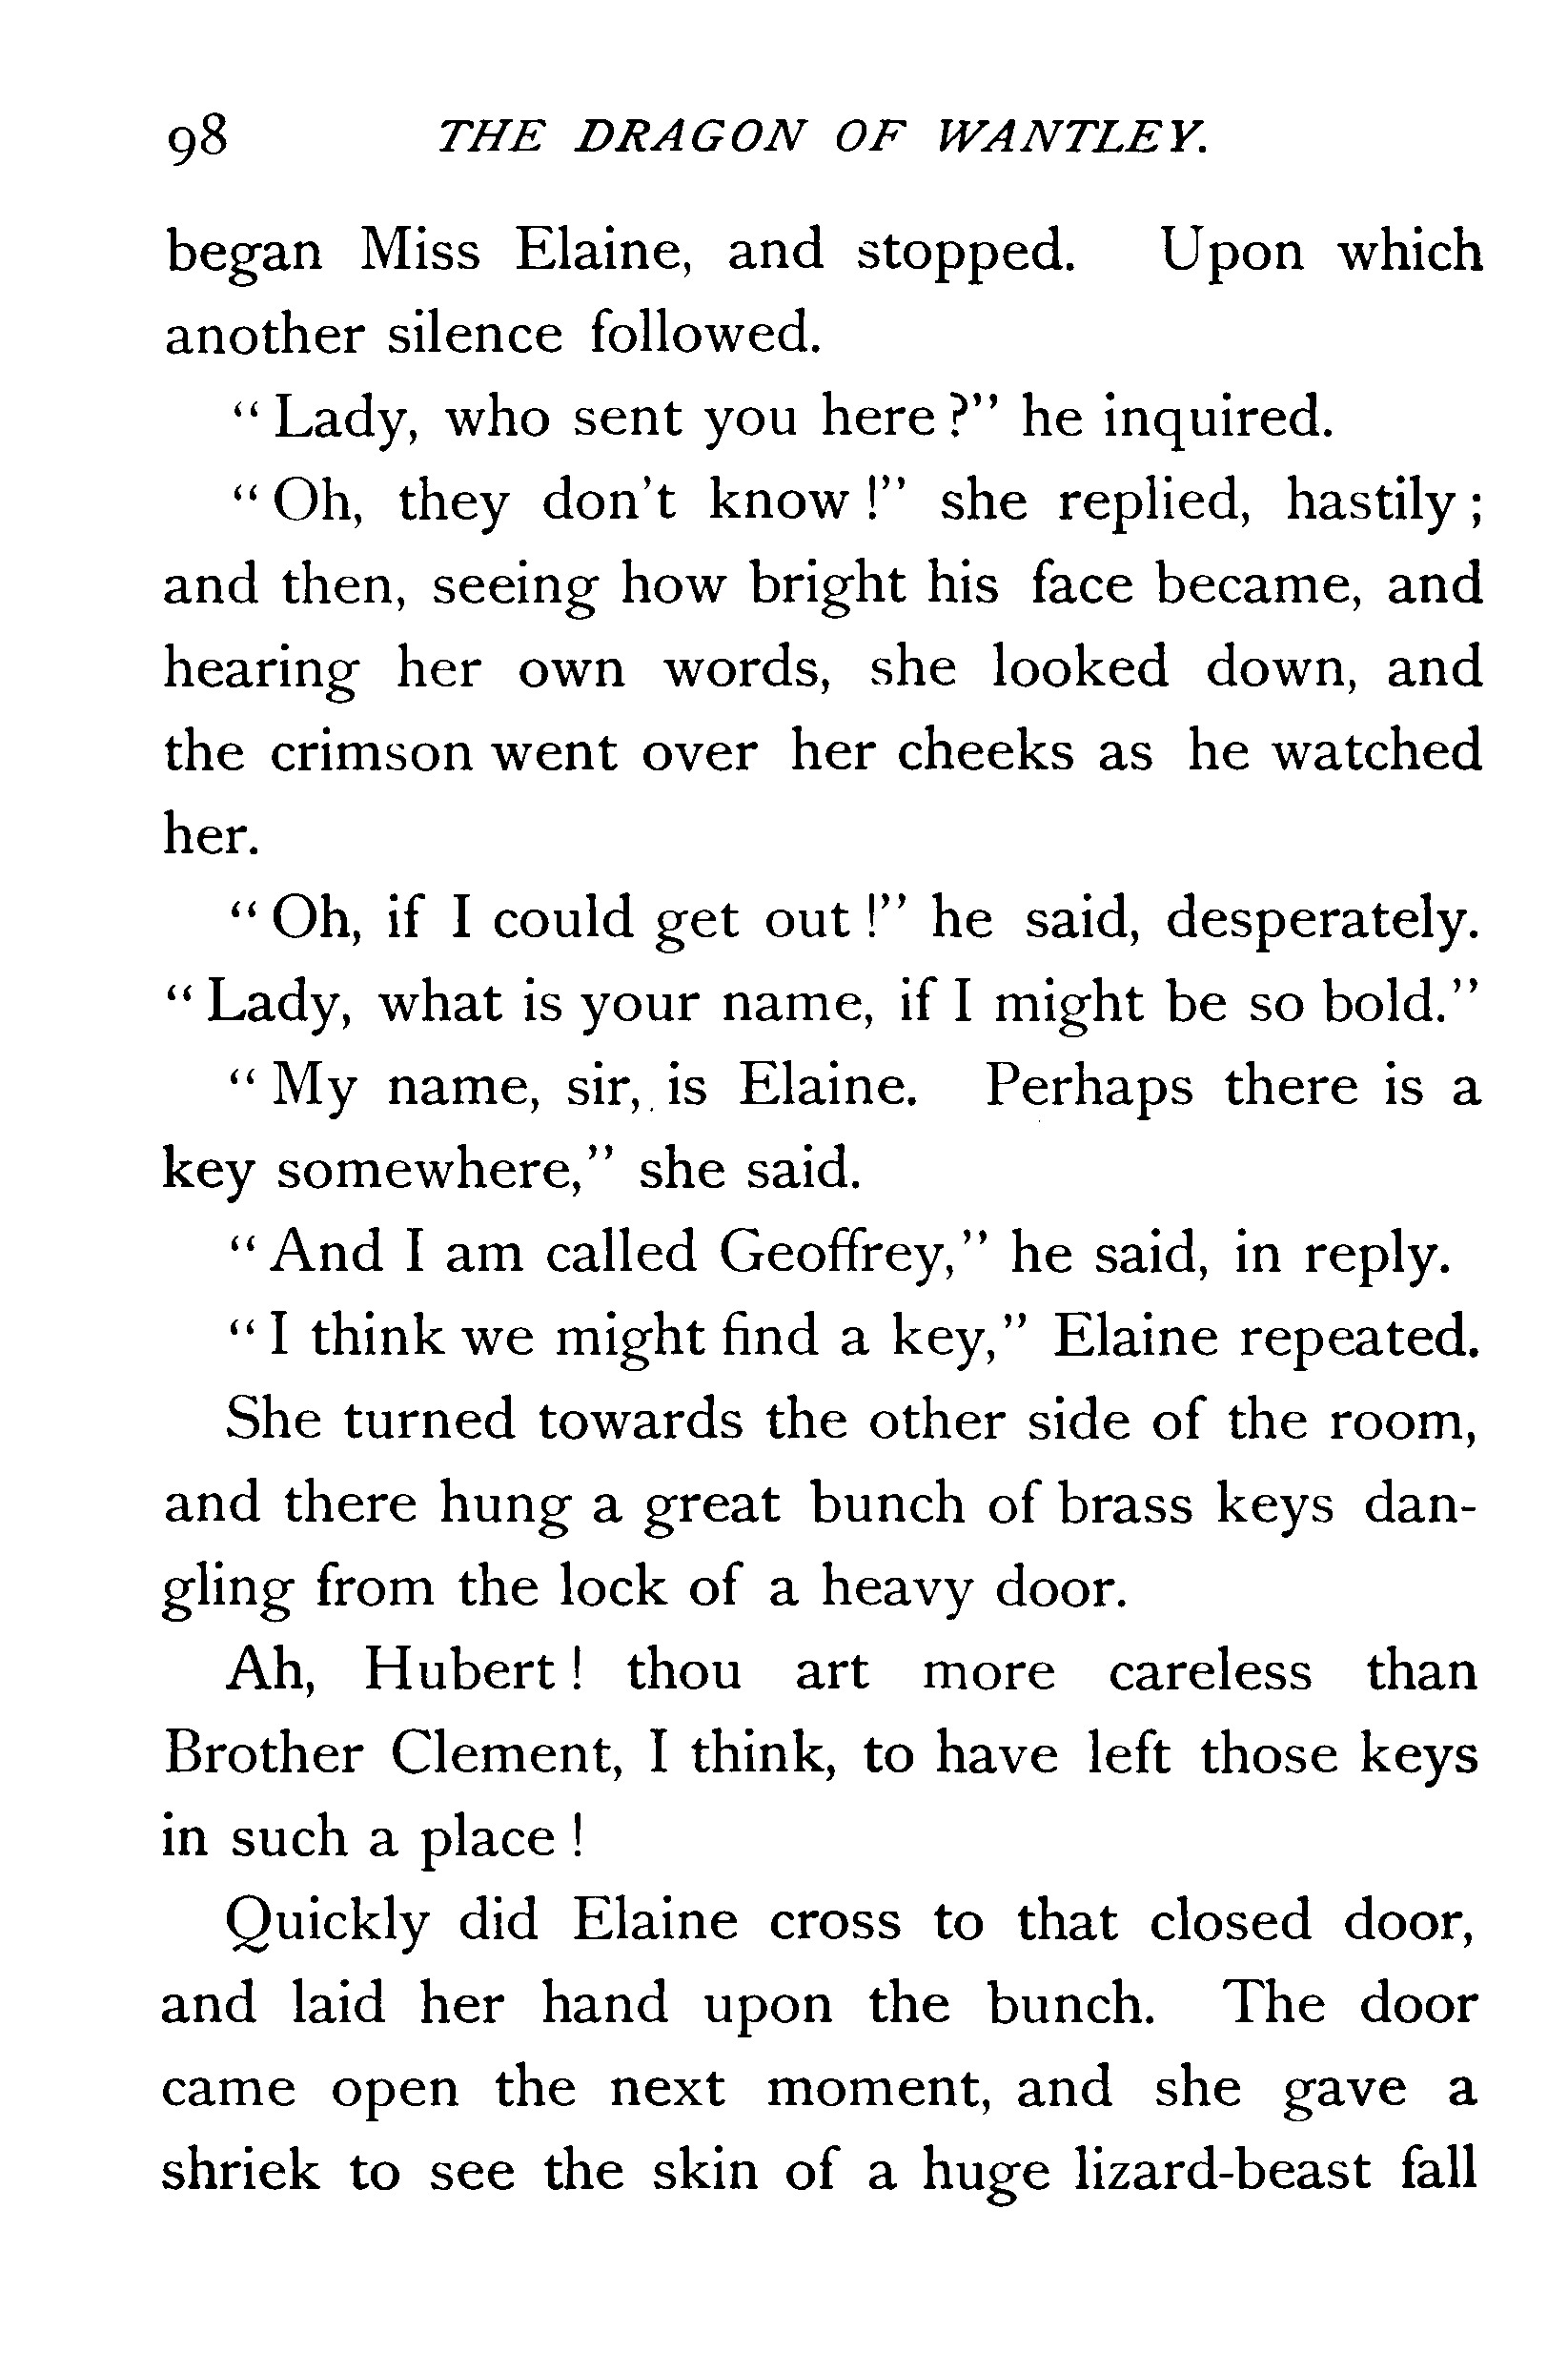 98 THE DRAGON OF WANTLEY.
began Miss Elaine, and stopped. Upon which
another silence followed.
“Lady, who sent you here?” he inquired.
“Oh, they don’t know!” she replied, hastily;
and then, seeing how bright his face became, and
hearing her own words, she looked down, and
the crimson went over her cheeks as he watched
her.
“Oh, if I could get out!” he said, desperately.
“Lady, what is your name, if I might be so bold.”
“My name, sir, is Elaine. Perhaps there is a
key somewhere,” she said.
“And I am called Geoffrey,” he said, in reply.
“I think we might find a key,” Elaine repeated.
She turned towards the other side of the room,
and there hung a great bunch of brass keys dan-
gling from the lock of a heavy door.
Ah, Hubert! thou art more careless than
Brother Clement, I think, to have left those keys
in such a place!
Quickly did Elaine cross to that closed door,
and laid her hand upon the bunch. The door
came open the next moment, and she gave a
shriek to see the skin of a huge lizard-beast fall